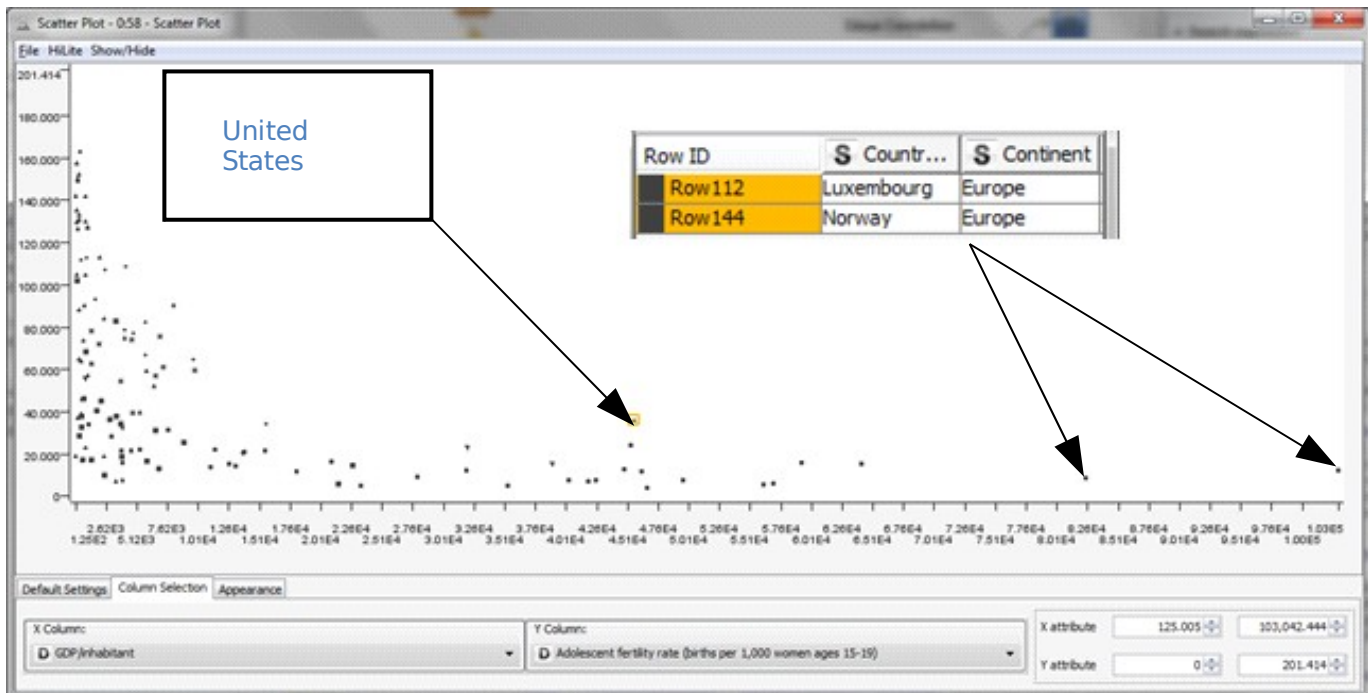 Scatter Plot - 0:58 - Scatter Plot
File HiLite Show/Hide
201.414
180.000
160.000
140.000
120.000
100.000
80.000
60.000
40.000
20.000
0
United
States
Row ID S Countr... S Continent
Row112 Luxembourg Europe
Row144 Norway Europe
2.62E3 7.62E3 1.26E4 1.76E4 2.26E4 2.76E4 3.26E4 3.76E4 4.26E4 4.76E4 5.26E4 5.76E4 6.26E4 6.76E4 7.26E4 7.76E4 8.26E4 8.76E4 9.26E4 9.76E4 1.03E5
1.25E2 5.12E3 1.01E4 1.51E4 2.01E4 2.51E4 3.01E4 3.51E4 4.01E4 4.51E4 5.01E4 5.51E4 6.01E4 6.51E4 7.01E4 7.51E4 8.01E4 8.51E4 9.01E4 9.51E4 1.00E5
Default Settings Column Selection Appearance
X Column: Y Column:
D GDP/inhabitant D Adolescent fertility rate (births per 1,000 women ages 15-19)
X attribute 125.005 103,042.444
Y attribute 0 201.414